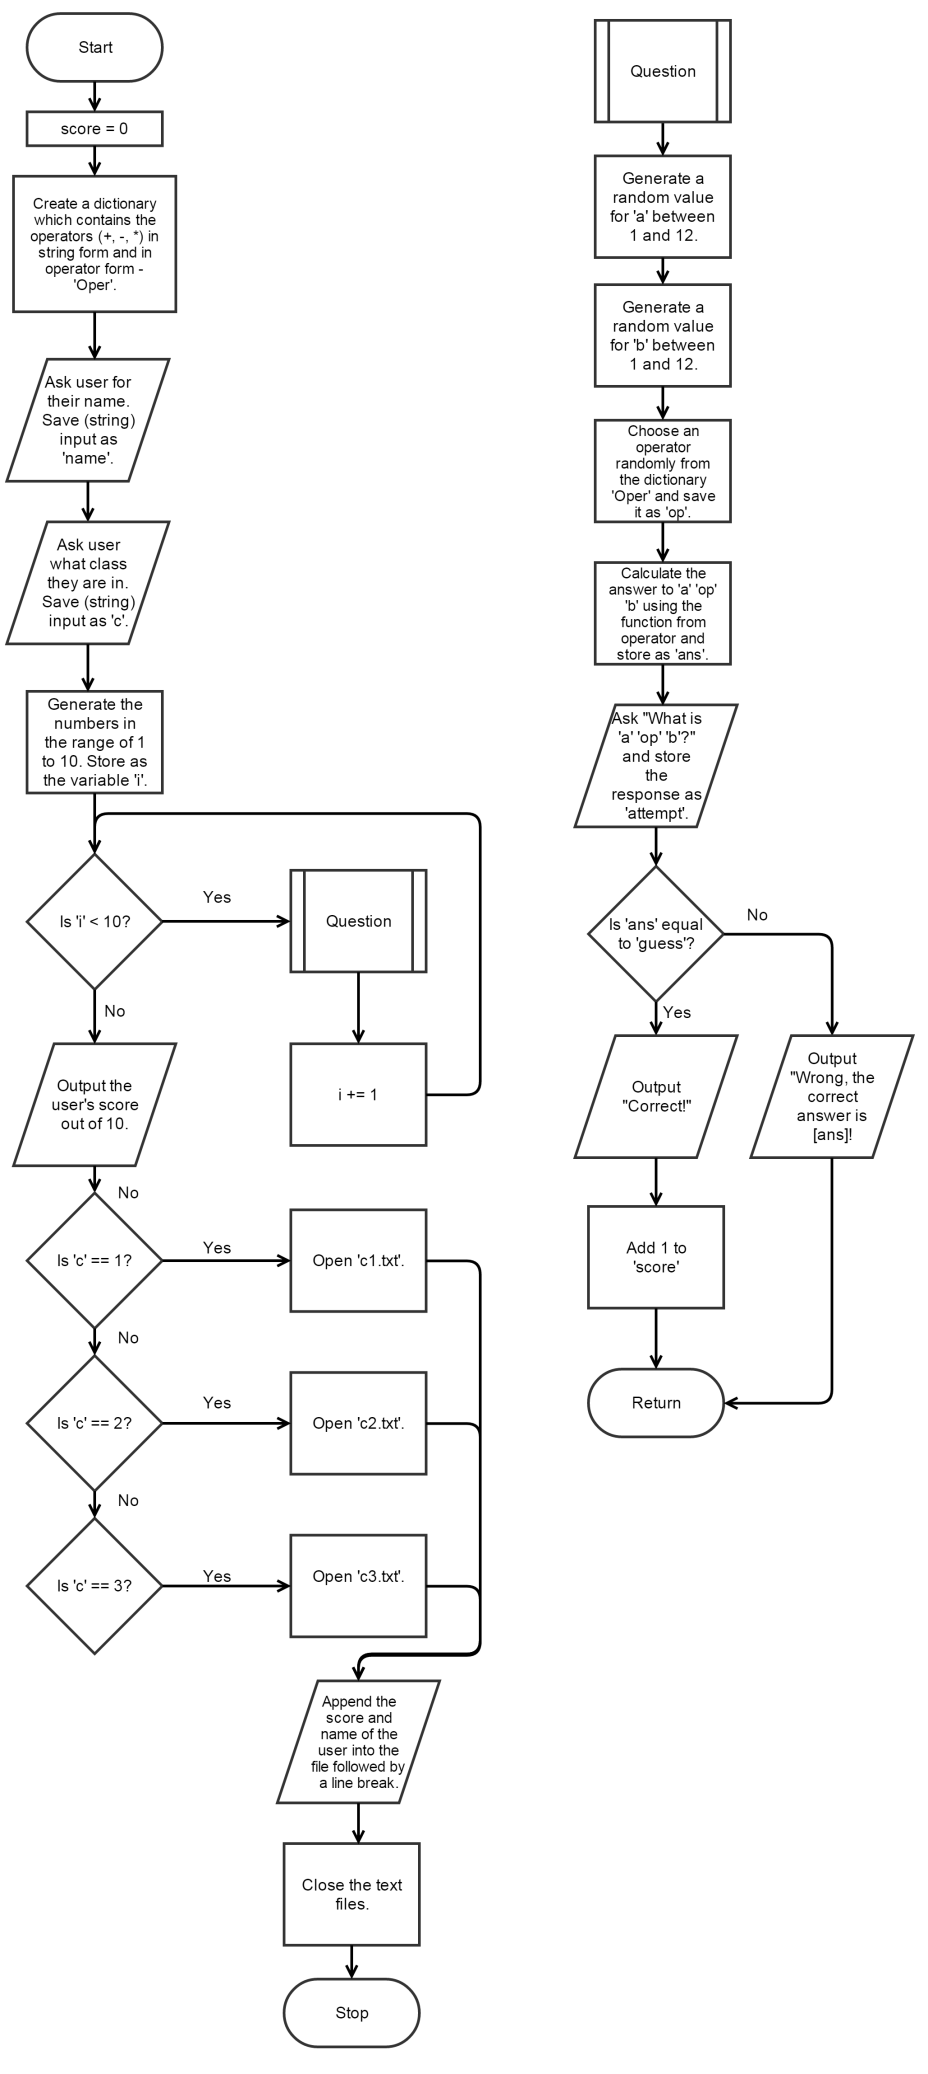 Start
score = 0
Create a dictionary
which contains the
operators (+, -, *) in
string form and in
operator form -
'Oper'.
Ask user for
their name.
Save (string)
input as
'name'.
Ask user
what class
they are in.
Save (string)
input as 'c'.
Generate the
numbers in
the range of 1
to 10. Store as
the variable 'i'.
Is 'i' < 10?
Yes
Question
No
i += 1
Output the
user's score
out of 10.
No
Is 'c' == 1?
Yes
Open 'c1.txt'.
No
Is 'c' == 2?
Yes
Open 'c2.txt'.
No
Is 'c' == 3?
Yes
Open 'c3.txt'.
Append the
score and
name of the
user into the
file followed by
a line break.
Close the text
files.
Stop
Question
Generate a
random value
for 'a' between
1 and 12.
Generate a
random value
for 'b' between
1 and 12.
Choose an
operator
randomly from
the dictionary
'Oper' and save
it as 'op'.
Calculate the
answer to 'a' 'op'
'b' using the
function from
operator and
store as 'ans'.
Ask "What is
'a' 'op' 'b'?"
and store
the
response as
'attempt'.
Is 'ans' equal
to 'guess'?
No
Yes
Output
"Correct!"
Output
"Wrong, the
correct
answer is
[ans]!
Add 1 to
'score'
Return